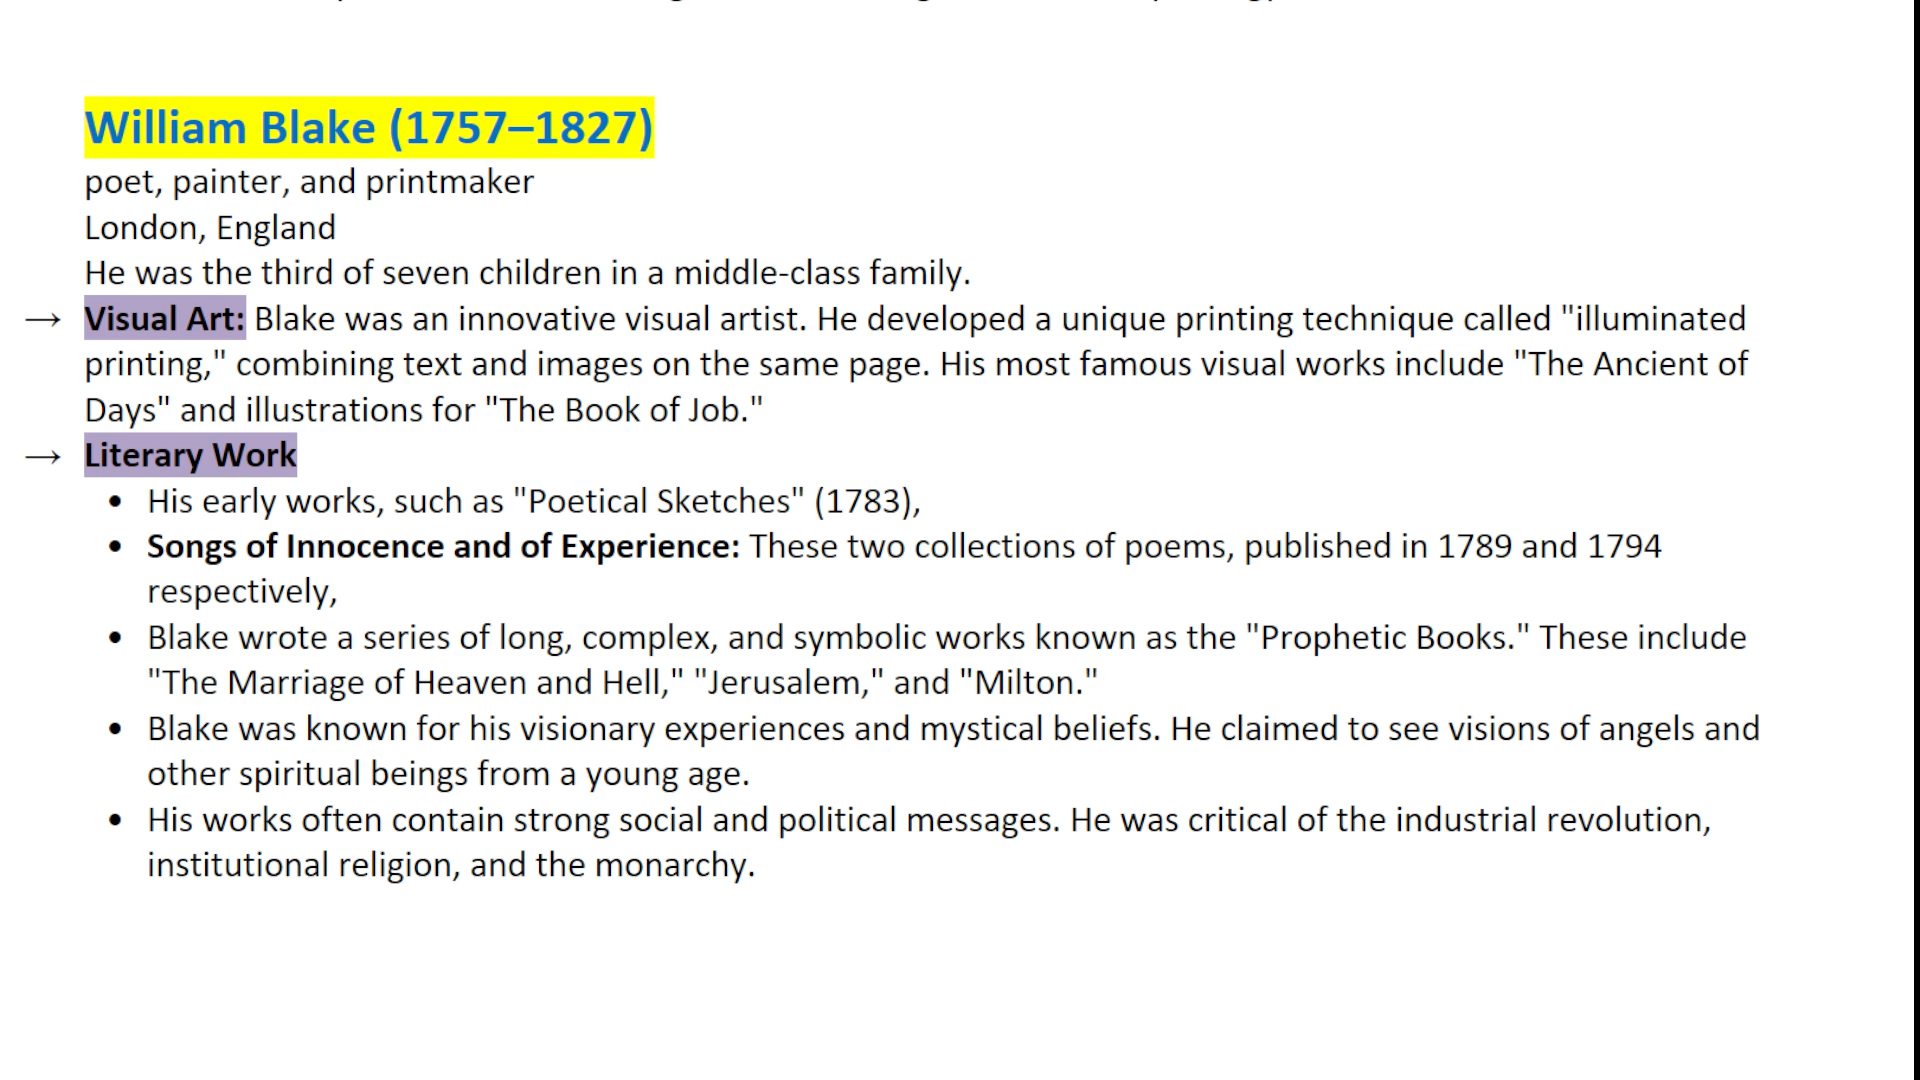 William Blake (1757–1827)
poet, painter, and printmaker
London, England
He was the third of seven children in a middle-class family.
→ Visual Art: Blake was an innovative visual artist. He developed a unique printing technique called "illuminated
printing," combining text and images on the same page. His most famous visual works include "The Ancient of
Days" and illustrations for "The Book of Job."
→ Literary Work
• His early works, such as "Poetical Sketches" (1783),
• Songs of Innocence and of Experience: These two collections of poems, published in 1789 and 1794
respectively,
• Blake wrote a series of long, complex, and symbolic works known as the "Prophetic Books." These include
"The Marriage of Heaven and Hell," "Jerusalem," and "Milton."
• Blake was known for his visionary experiences and mystical beliefs. He claimed to see visions of angels and
other spiritual beings from a young age.
• His works often contain strong social and political messages. He was critical of the industrial revolution,
institutional religion, and the monarchy.